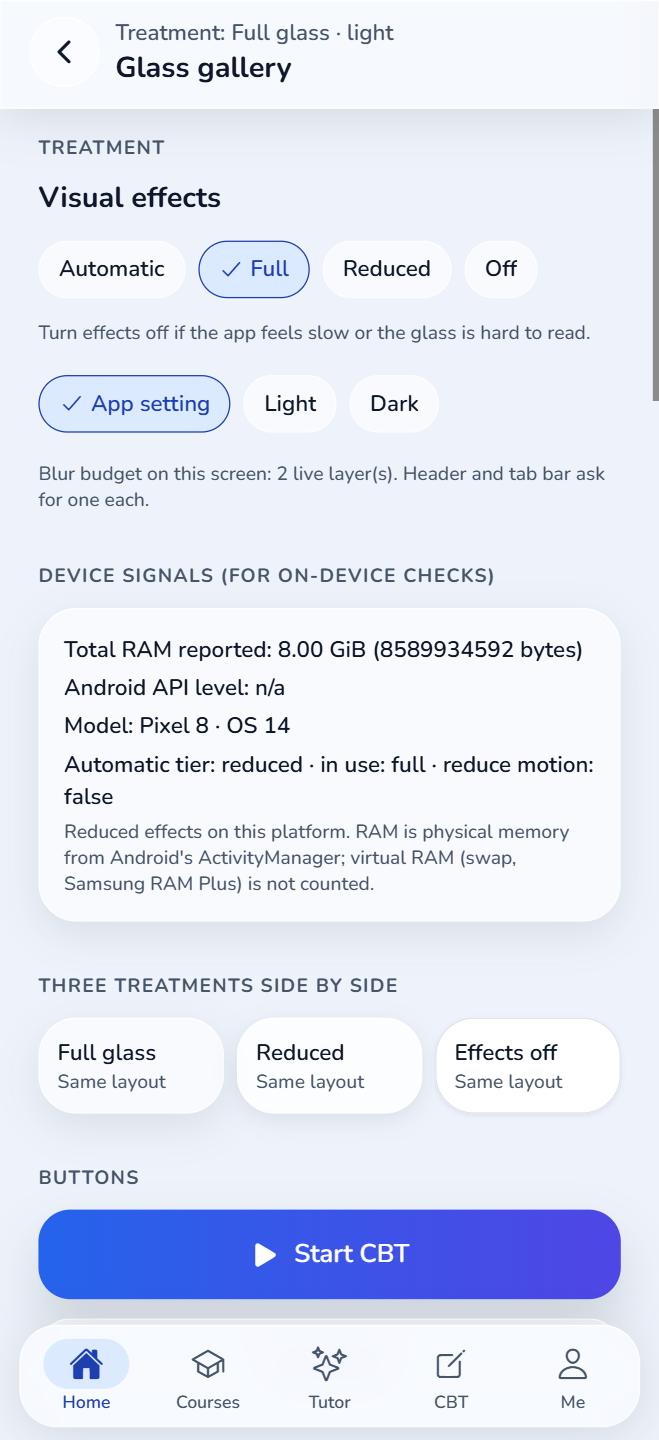 Treatment: Full glass · light
Glass gallery
TREATMENT
Visual effects
Automatic
Full
Reduced
Off
Turn effects off if the app feels slow or the glass is hard to read.
App setting
Light
Dark
Blur budget on this screen: 2 live layer(s). Header and tab bar ask
for one each.
DEVICE SIGNALS (FOR ON-DEVICE CHECKS)
Total RAM reported: 8.00 GiB (8589934592 bytes)
Android API level: n/a
Model: Pixel 8 · OS 14
Automatic tier: reduced · in use: full · reduce motion:
false
Reduced effects on this platform. RAM is physical memory
from Android's ActivityManager; virtual RAM (swap,
Samsung RAM Plus) is not counted.
THREE TREATMENTS SIDE BY SIDE
Full glass
Same layout
Reduced
Same layout
Effects off
Same layout
BUTTONS
Start CBT
Home
Courses
Tutor
CBT
Me